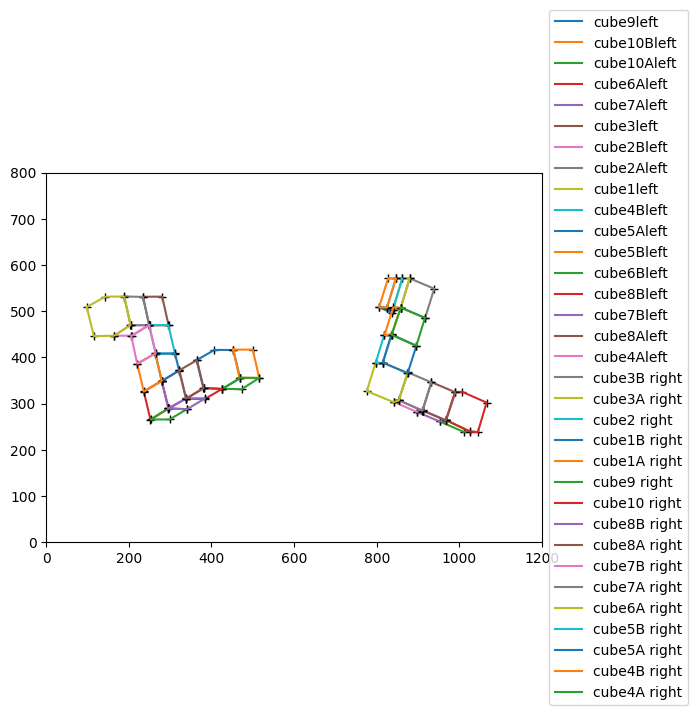 cube9left
cube10Bleft
cube10Aleft
cube6Aleft
cube7Aleft
cube3left
cube2Bleft
cube2Aleft
cube1left
cube4Bleft
cube5Aleft
cube5Bleft
cube6Bleft
cube8Bleft
cube7Bleft
cube8Aleft
cube4Aleft
cube3B right
cube3A right
cube2 right
cube1B right
cube1A right
cube9 right
cube10 right
cube8B right
cube8A right
cube7B right
cube7A right
cube6A right
cube5B right
cube5A right
cube4B right
cube4A right
800
700
600
500
400
300
200
100
0
0 200 400 600 800 1000 1200